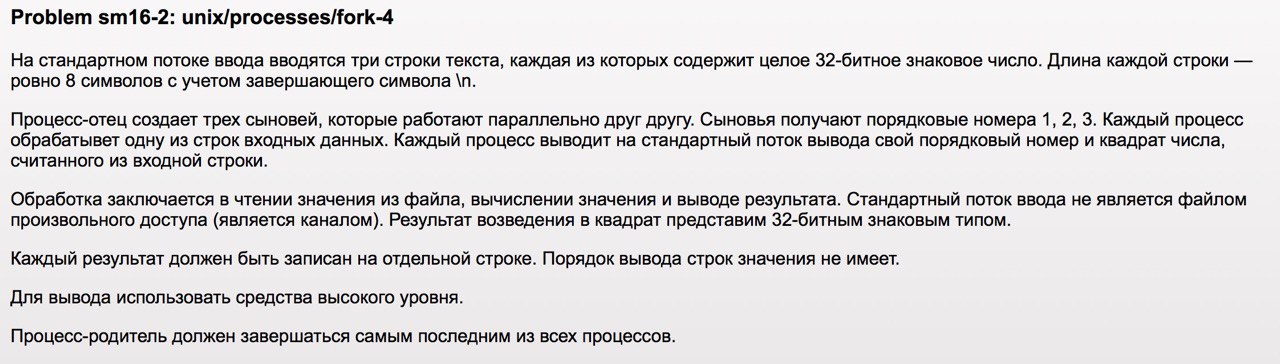 Problem sm16-2: unix/processes/fork-4
На стандартном потоке ввода вводятся три строки текста, каждая из которых содержит целое 32-битное знаковое число. Длина каждой строки —
ровно 8 символов с учетом завершающего символа \n.
Процесс-отец создает трех сыновей, которые работают параллельно друг другу. Сыновья получают порядковые номера 1, 2, 3. Каждый процесс
обрабатывет одну из строк входных данных. Каждый процесс выводит на стандартный поток вывода свой порядковый номер и квадрат числа,
считанного из входной строки.
Обработка заключается в чтении значения из файла, вычислении значения и выводе результата. Стандартный поток ввода не является файлом
произвольного доступа (является каналом). Результат возведения в квадрат представим 32-битным знаковым типом.
Каждый результат должен быть записан на отдельной строке. Порядок вывода строк значения не имеет.
Для вывода использовать средства высокого уровня.
Процесс-родитель должен завершаться самым последним из всех процессов.